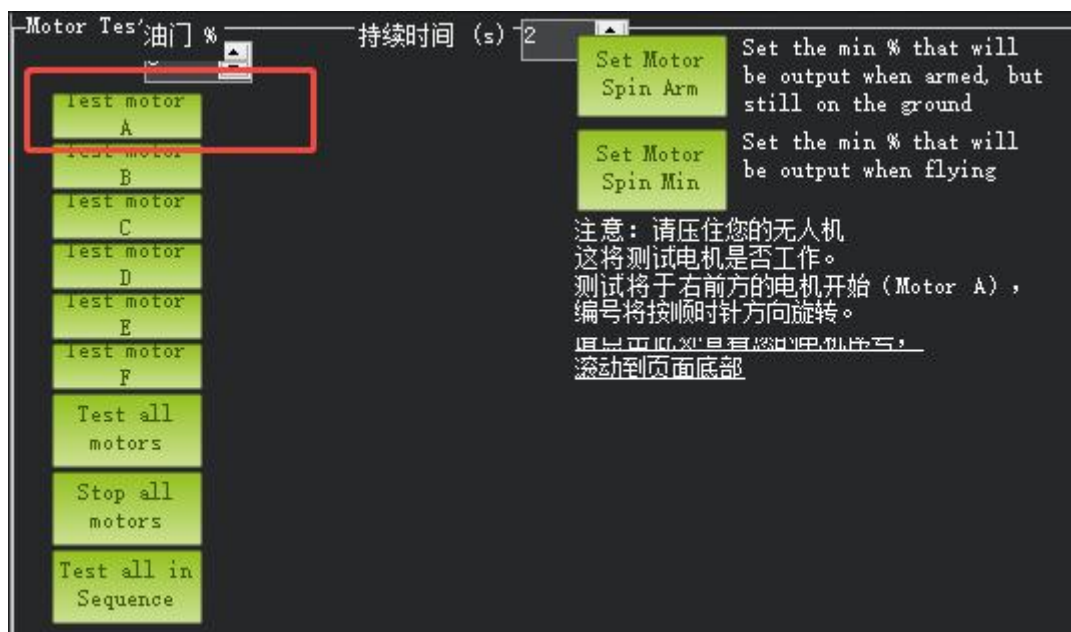 Motor Tes
油门 %
持续时间 (s)
2
Test motor
A
Test motor
B
Test motor
C
Test motor
D
Test motor
E
Test motor
F
Test all
motors
Stop all
motors
Test all in
Sequence
Set Motor
Spin Arm
Set the min % that will
be output when armed, but
still on the ground
Set Motor
Spin Min
Set the min % that will
be output when flying
注意: 请压住您的无人机
这将测试电机是否工作。
测试将于右前方的电机开始 (Motor A),
编号将按顺时针方向旋转。
滚动到页面底部